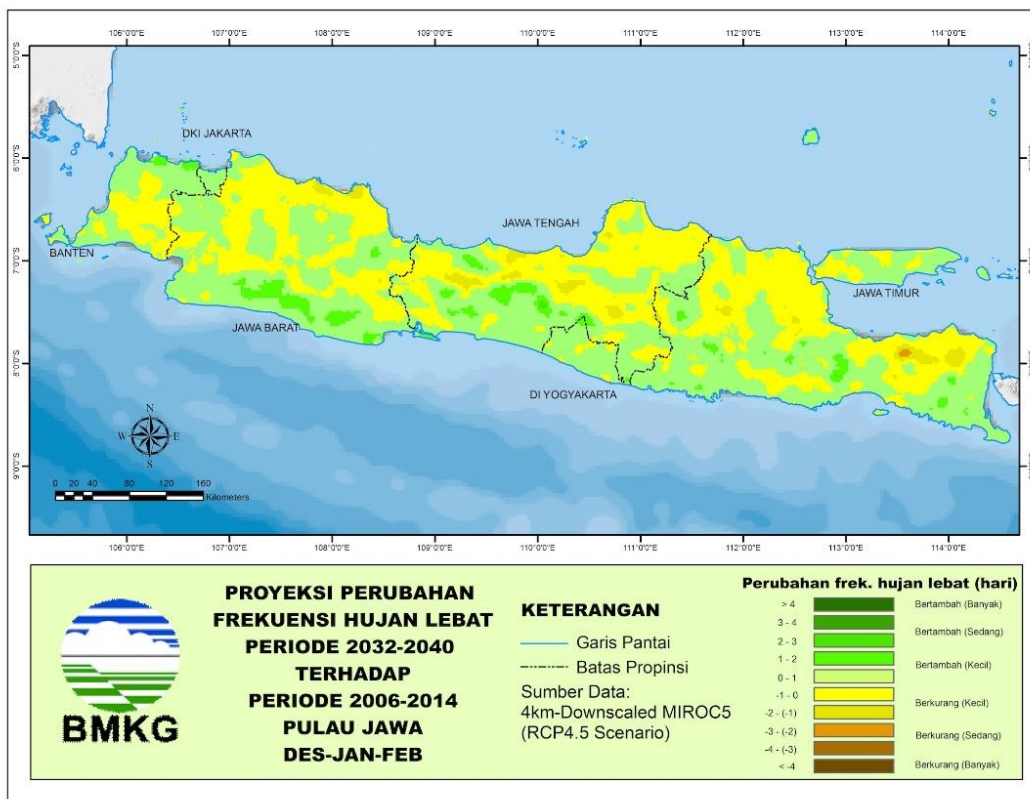 106°0'0"E 107°0'0"E 108°0'0"E 109°0'0"E 110°0'0"E 111°0'0"E 112°0'0"E 113°0'0"E 114°0'0"E
5°0'0"S
6°0'0"S
7°0'0"S
8°0'0"S
9°0'0"S
DKI JAKARTA
JAWA TENGAH
BANTEN
JAWA TIMUR
JAWA BARAT
DI YOGYAKARTA
N
W E
S
0 20 40 80 120 160
Kilometers
106°0'0"E 107°0'0"E 108°0'0"E 109°0'0"E 110°0'0"E 111°0'0"E 112°0'0"E 113°0'0"E 114°0'0"E
BMKG
PROYEKSI PERUBAHAN
FREKUENSI HUJAN LEBAT
PERIODE 2032-2040
TERHADAP
PERIODE 2006-2014
PULAU JAWA
DES-JAN-FEB
KETERANGAN
Garis Pantai
Batas Propinsi
Sumber Data:
4km-Downscaled MIROC5
(RCP4.5 Scenario)
Perubahan frek. hujan lebat (hari)
> 4 Bertambah (Banyak)
3 - 4
Bertambah (Sedang)
2 - 3
1 - 2
Bertambah (Kecil)
0 - 1
-1 - 0
Berkurang (Kecil)
-2 - (-1)
-3 - (-2)
Berkurang (Sedang)
-4 - (-3)
< -4 Berkurang (Banyak)